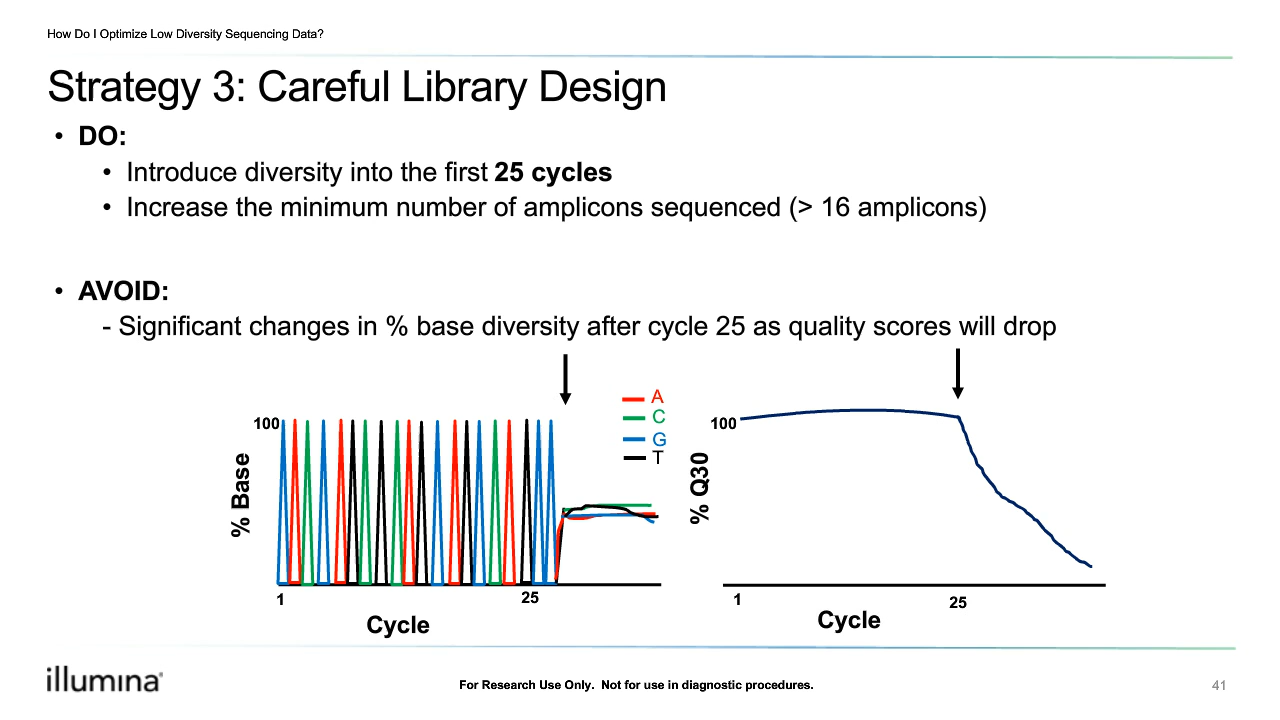 How Do I Optimize Low Diversity Sequencing Data?
Strategy 3: Careful Library Design
• DO:
• Introduce diversity into the first 25 cycles
• Increase the minimum number of amplicons sequenced (> 16 amplicons)
• AVOID:
- Significant changes in % base diversity after cycle 25 as quality scores will drop
100
% Base
1
25
Cycle
A
C
G
T
100
% Q30
1
25
Cycle
illumina®
For Research Use Only. Not for use in diagnostic procedures.
41